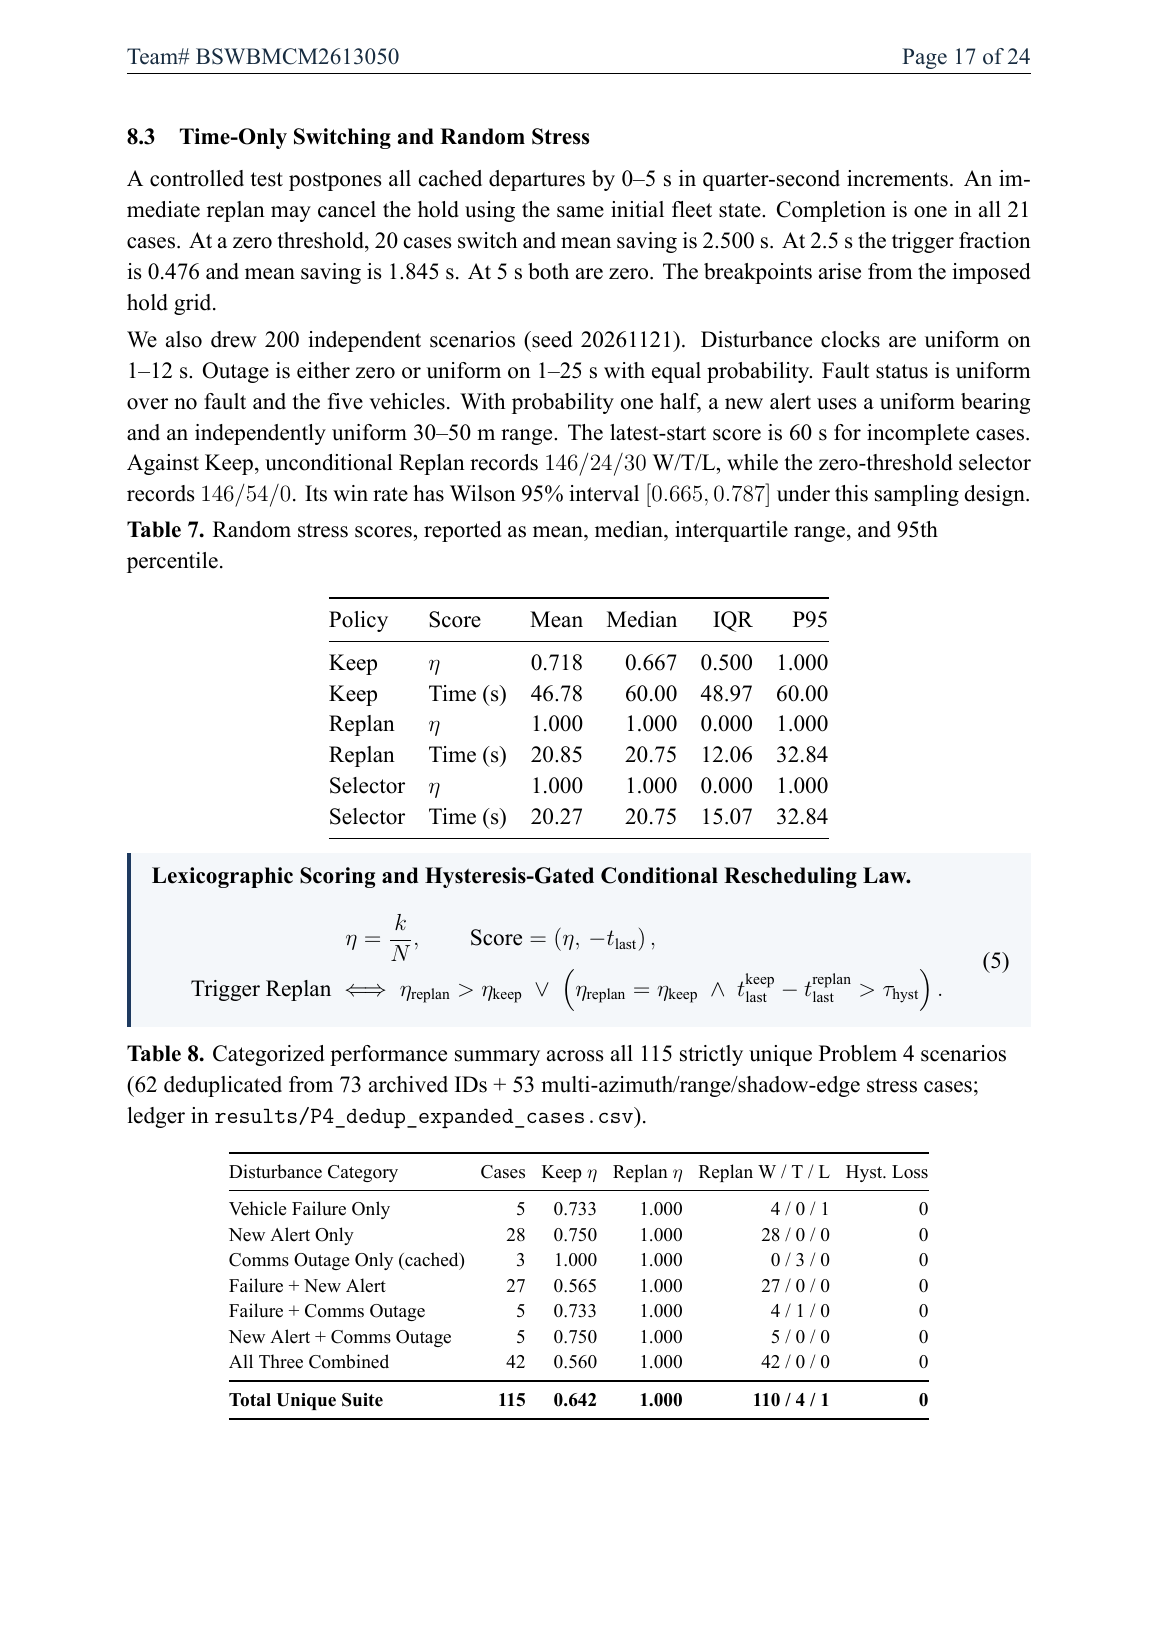 Team# BSWBMCM2613050 Page 17 of 24
8.3 Time-Only Switching and Random Stress
A controlled test postpones all cached departures by 0–5 s in quarter-second increments. An im-
mediate replan may cancel the hold using the same initial fleet state. Completion is one in all 21
cases. At a zero threshold, 20 cases switch and mean saving is 2.500 s. At 2.5 s the trigger fraction
is 0.476 and mean saving is 1.845 s. At 5 s both are zero. The breakpoints arise from the imposed
hold grid.
We also drew 200 independent scenarios (seed 20261121). Disturbance clocks are uniform on
1–12 s. Outage is either zero or uniform on 1–25 s with equal probability. Fault status is uniform
over no fault and the five vehicles. With probability one half, a new alert uses a uniform bearing
and an independently uniform 30–50 m range. The latest-start score is 60 s for incomplete cases.
Against Keep, unconditional Replan records 146/24/30 W/T/L, while the zero-threshold selector
records 146/54/0. Its win rate has Wilson 95% interval [0.665, 0.787] under this sampling design.
Table 7. Random stress scores, reported as mean, median, interquartile range, and 95th
percentile.
Policy Score Mean Median IQR P95
Keep η 0.718 0.667 0.500 1.000
Keep Time (s) 46.78 60.00 48.97 60.00
Replan η 1.000 1.000 0.000 1.000
Replan Time (s) 20.85 20.75 12.06 32.84
Selector η 1.000 1.000 0.000 1.000
Selector Time (s) 20.27 20.75 15.07 32.84
Lexicographic Scoring and Hysteresis-Gated Conditional Rescheduling Law.
η = k/N, Score = (η, −t_last),
Trigger Replan ⟺ η_replan > η_keep ∨ (η_replan = η_keep ∧ t_last^keep − t_last^replan > τ_hyst). (5)
Table 8. Categorized performance summary across all 115 strictly unique Problem 4 scenarios
(62 deduplicated from 73 archived IDs + 53 multi-azimuth/range/shadow-edge stress cases;
ledger in results/P4_dedup_expanded_cases.csv).
Disturbance Category Cases Keep η Replan η Replan W / T / L Hyst. Loss
Vehicle Failure Only 5 0.733 1.000 4 / 0 / 1 0
New Alert Only 28 0.750 1.000 28 / 0 / 0 0
Comms Outage Only (cached) 3 1.000 1.000 0 / 3 / 0 0
Failure + New Alert 27 0.565 1.000 27 / 0 / 0 0
Failure + Comms Outage 5 0.733 1.000 4 / 1 / 0 0
New Alert + Comms Outage 5 0.750 1.000 5 / 0 / 0 0
All Three Combined 42 0.560 1.000 42 / 0 / 0 0
Total Unique Suite 115 0.642 1.000 110 / 4 / 1 0